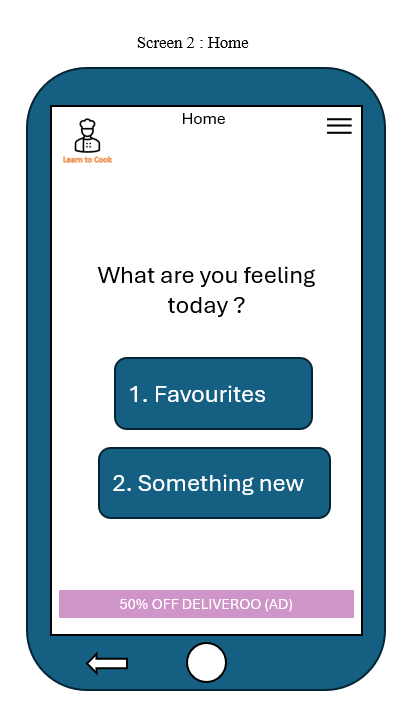 Screen 2 : Home
Home
Learn to Cook
What are you feeling
today ?
1. Favourites
2. Something new
50% OFF DELIVEROO (AD)